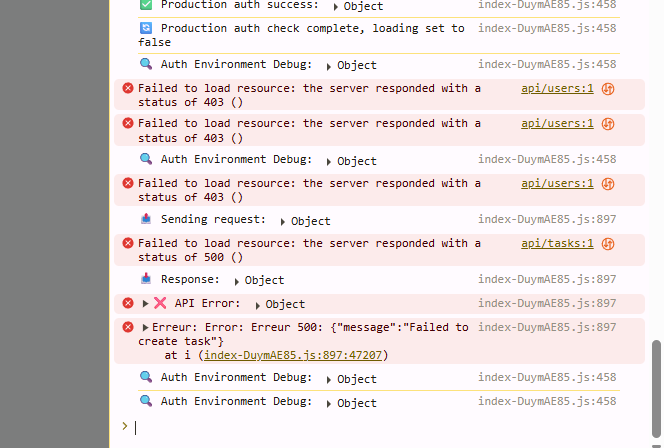 Production auth success: Object index-DuymAE85.js:458
Production auth check complete, loading set to index-DuymAE85.js:458
false
Auth Environment Debug: Object index-DuymAE85.js:458
Failed to load resource: the server responded with a api/users:1
status of 403 ()
Failed to load resource: the server responded with a api/users:1
status of 403 ()
Auth Environment Debug: Object index-DuymAE85.js:458
Failed to load resource: the server responded with a api/users:1
status of 403 ()
Sending request: Object index-DuymAE85.js:897
Failed to load resource: the server responded with a api/tasks:1
status of 500 ()
Response: Object index-DuymAE85.js:897
API Error: Object index-DuymAE85.js:897
Erreur: Error: Erreur 500: {"message":"Failed to index-DuymAE85.js:897
create task"}
at i (index-DuymAE85.js:897:47207)
Auth Environment Debug: Object index-DuymAE85.js:458
Auth Environment Debug: Object index-DuymAE85.js:458